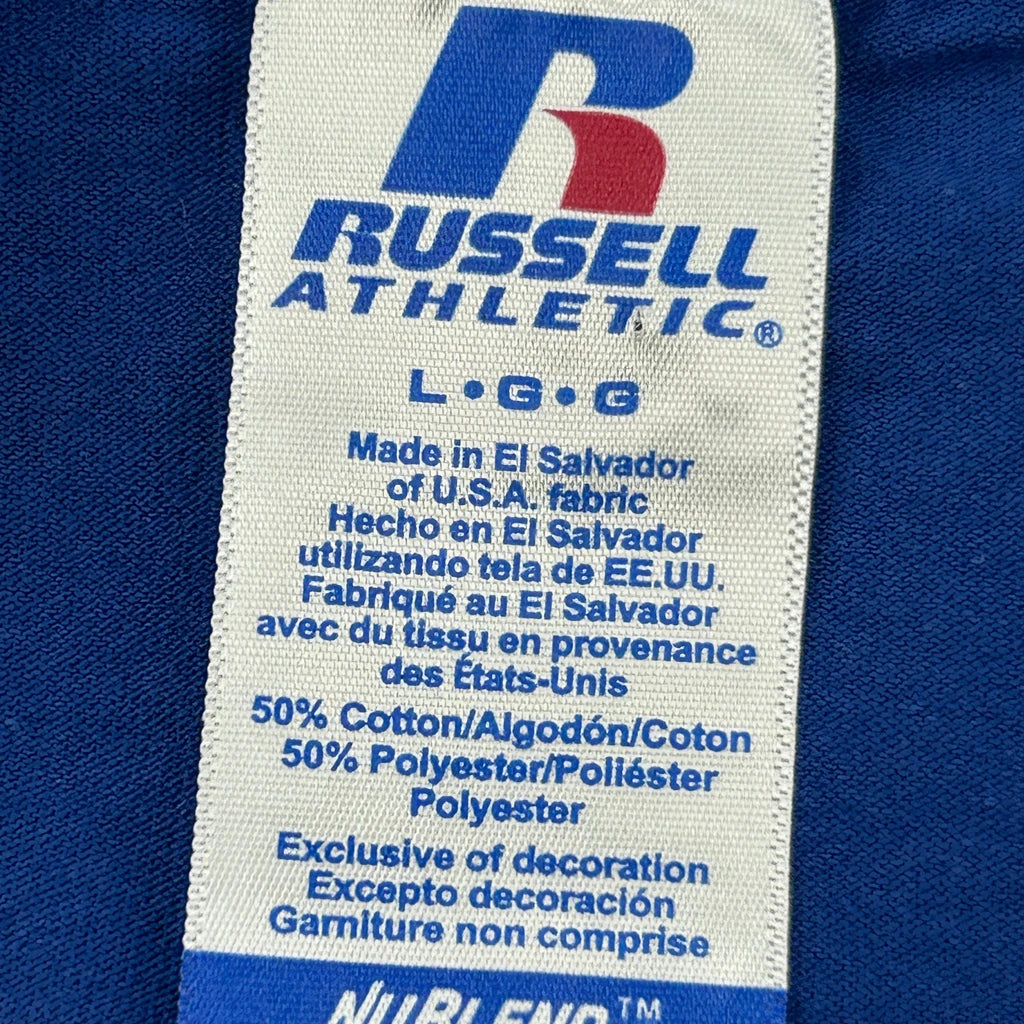 R
RUSSELL
ATHLETIC®
L•G•G
Made in El Salvador
of U.S.A. fabric
Hecho en El Salvador
utilizando tela de EE.UU.
Fabriqué au El Salvador
avec du tissu en provenance
des États-Unis
50% Cotton/Algodón/Coton
50% Polyester/Poliéster
Polyester
Exclusive of decoration
Excepto decoración
Garniture non comprise
NUBLEND™